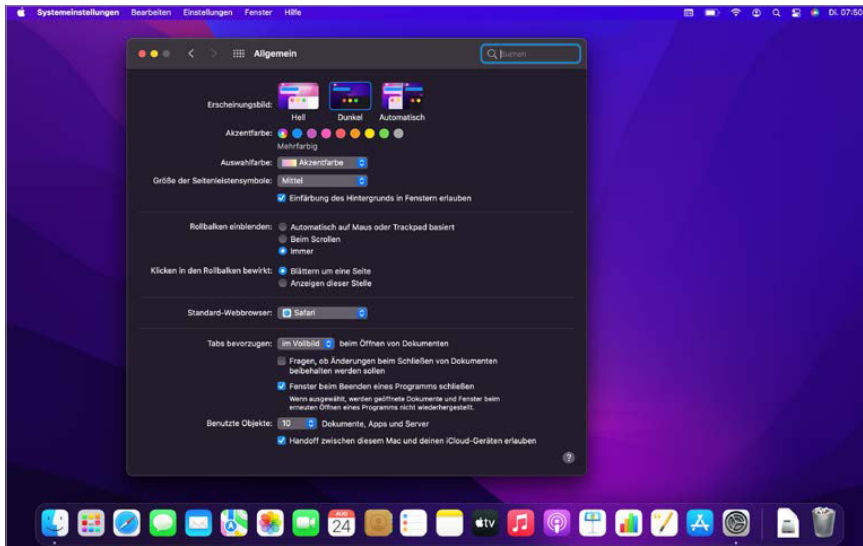 Systemeinstellungen Bearbeiten Einstellungen Fenster Hilfe Di. 07:50
Allgemein Suchen
Erscheinungsbild:
Hell Dunkel Automatisch
Akzentfarbe:
Mehrfarbig
Auswahlfarbe: Akzentfarbe
Größe der Seitenleistensymbole: Mittel
Einfärbung des Hintergrunds in Fenstern erlauben
Rollbalken einblenden: Automatisch auf Maus oder Trackpad basiert
Beim Scrollen
Immer
Klicken in den Rollbalken bewirkt: Blättern um eine Seite
Anzeigen dieser Stelle
Standard-Webbrowser: Safari
Tabs bevorzugen: im Vollbild beim Öffnen von Dokumenten
Fragen, ob Änderungen beim Schließen von Dokumenten
beibehalten werden sollen
Fenster beim Beenden eines Programms schließen
Wenn ausgewählt, werden geöffnete Dokumente und Fenster beim
erneuten Öffnen eines Programms nicht wiederhergestellt.
Benutzte Objekte: 10 Dokumente, Apps und Server
Handoff zwischen diesem Mac und deinen iCloud-Geräten erlauben
?
AUG
24
tv